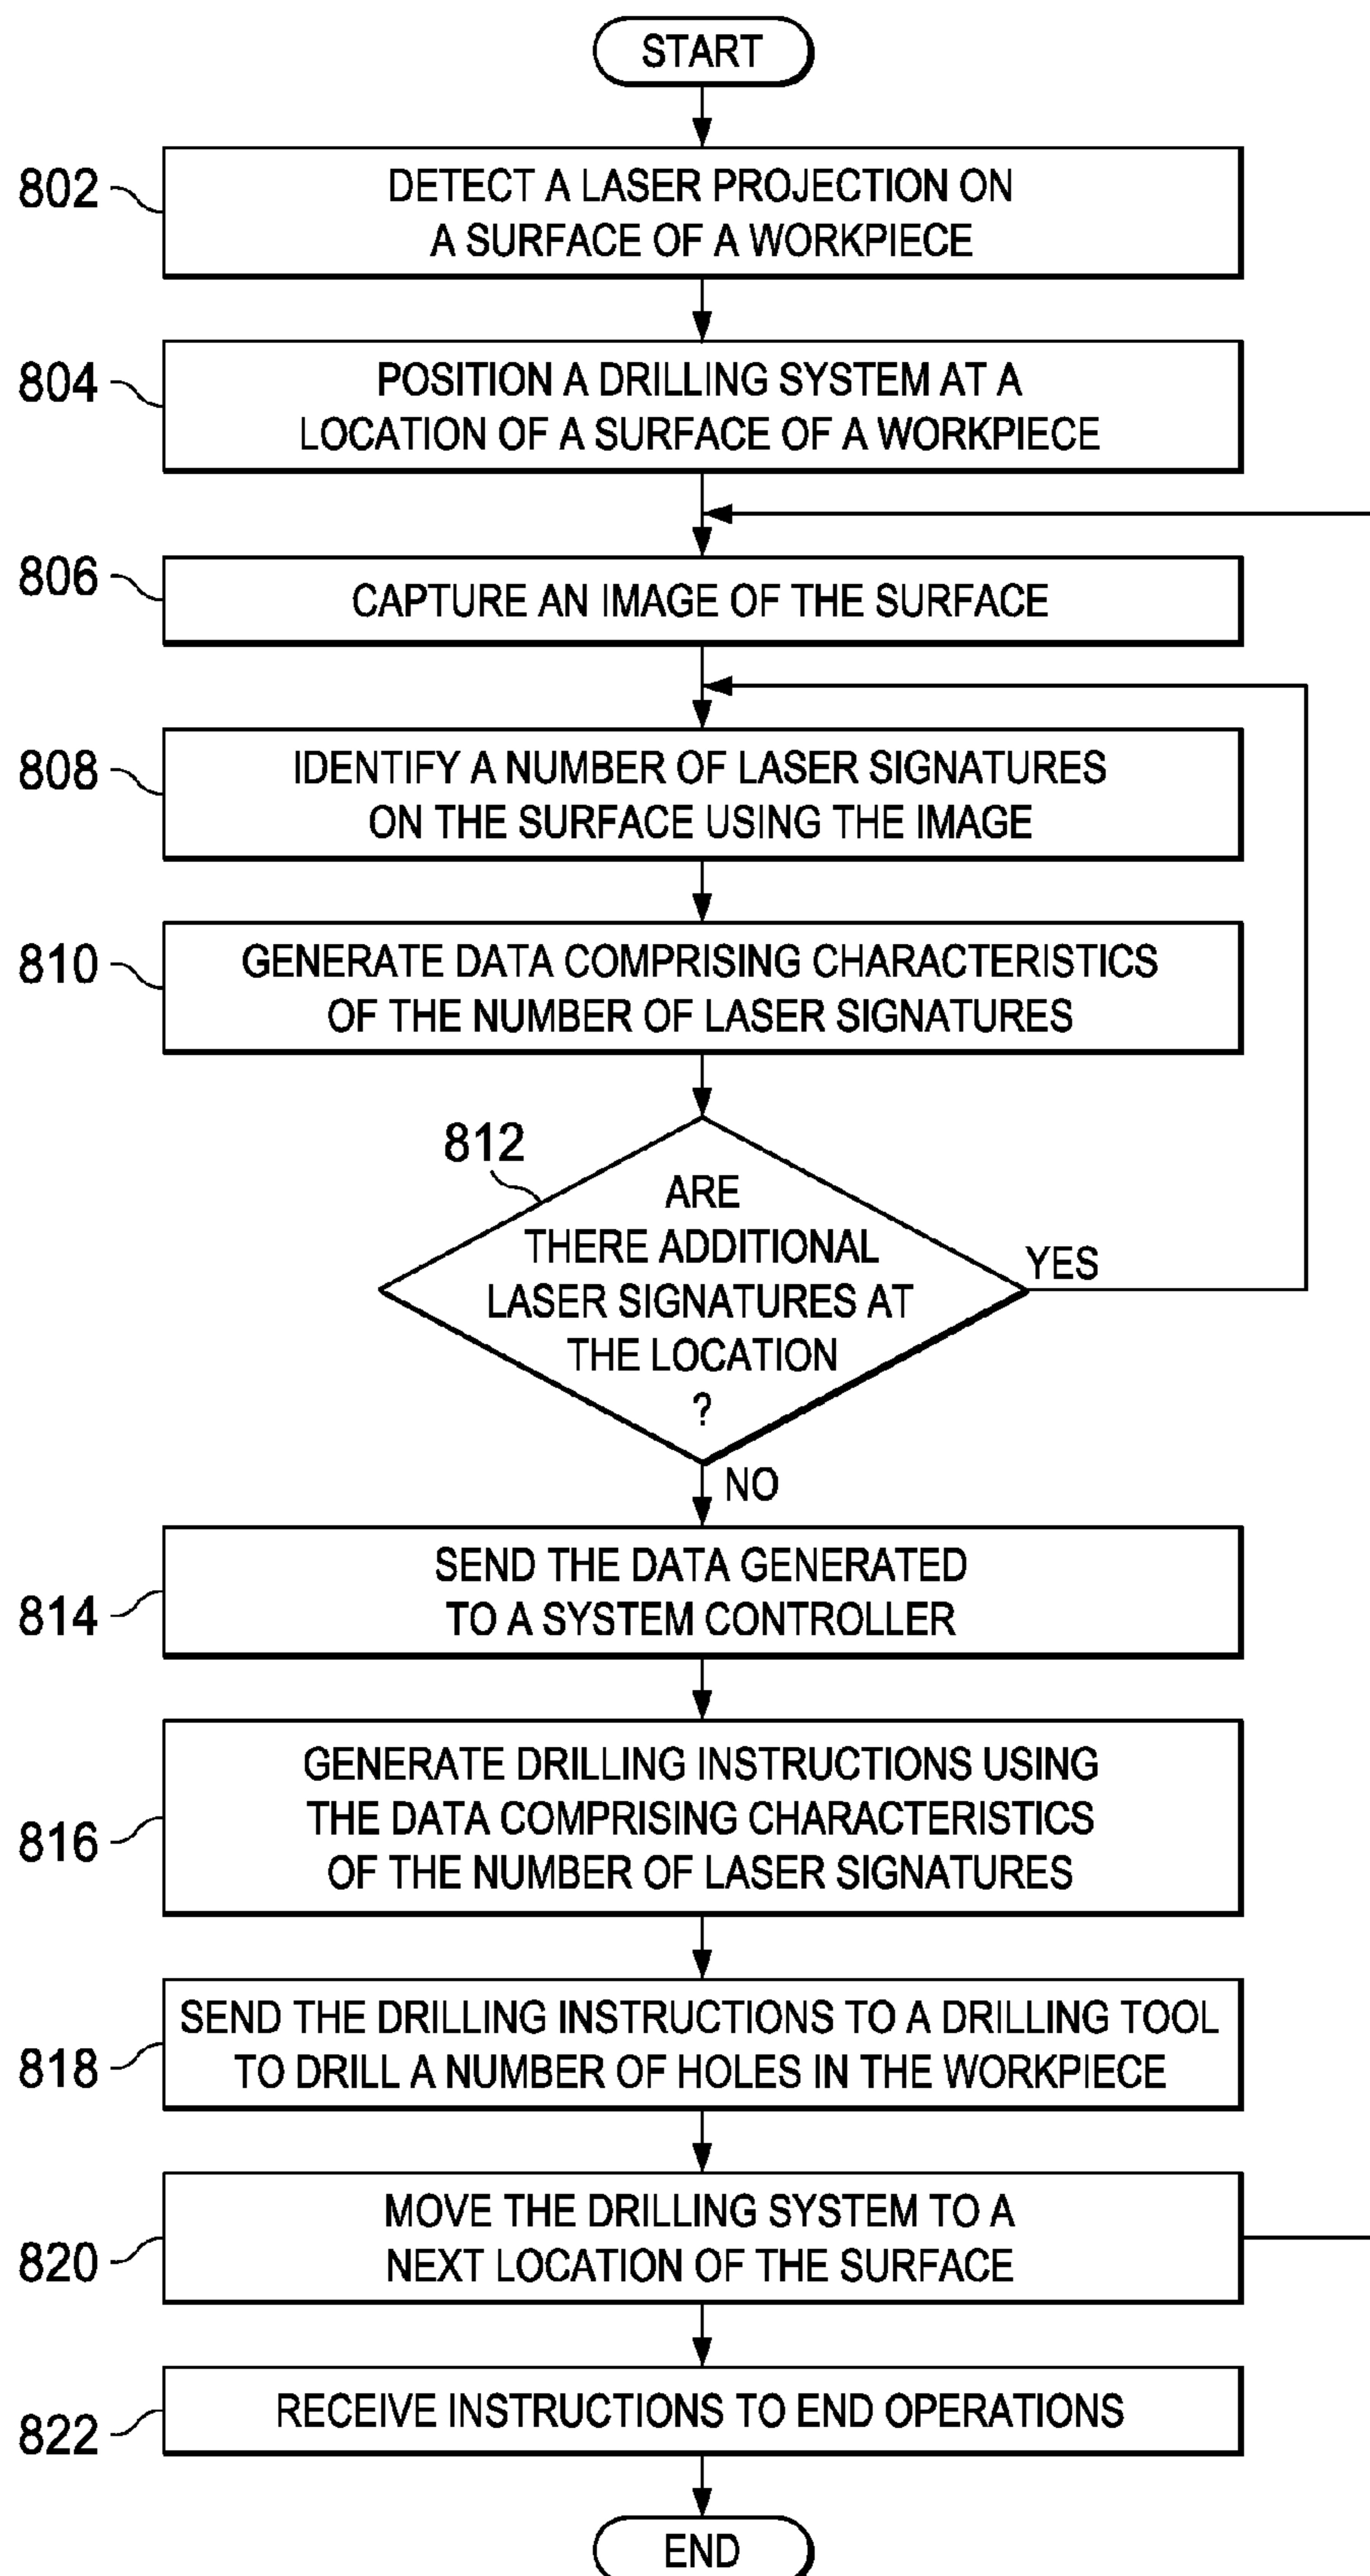 START
802
DETECT A LASER PROJECTION ON
A SURFACE OF A WORKPIECE
804
POSITION A DRILLING SYSTEM AT A
LOCATION OF A SURFACE OF A WORKPIECE
806
CAPTURE AN IMAGE OF THE SURFACE
808
IDENTIFY A NUMBER OF LASER SIGNATURES
ON THE SURFACE USING THE IMAGE
810
GENERATE DATA COMPRISING CHARACTERISTICS
OF THE NUMBER OF LASER SIGNATURES
812
ARE
THERE ADDITIONAL
LASER SIGNATURES AT
THE LOCATION
?
YES
NO
814
SEND THE DATA GENERATED
TO A SYSTEM CONTROLLER
816
GENERATE DRILLING INSTRUCTIONS USING
THE DATA COMPRISING CHARACTERISTICS
OF THE NUMBER OF LASER SIGNATURES
818
SEND THE DRILLING INSTRUCTIONS TO A DRILLING TOOL
TO DRILL A NUMBER OF HOLES IN THE WORKPIECE
820
MOVE THE DRILLING SYSTEM TO A
NEXT LOCATION OF THE SURFACE
822
RECEIVE INSTRUCTIONS TO END OPERATIONS
END